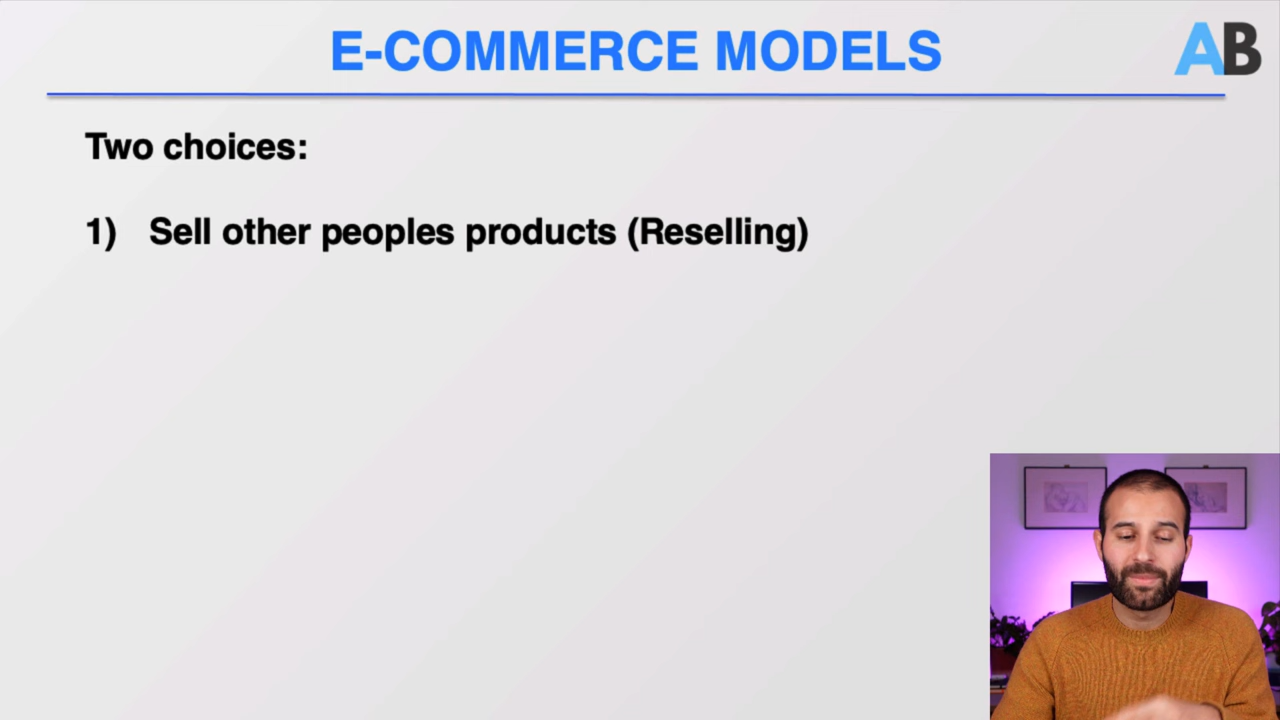 E-COMMERCE MODELS
AB
Two choices:
1) Sell other peoples products (Reselling)